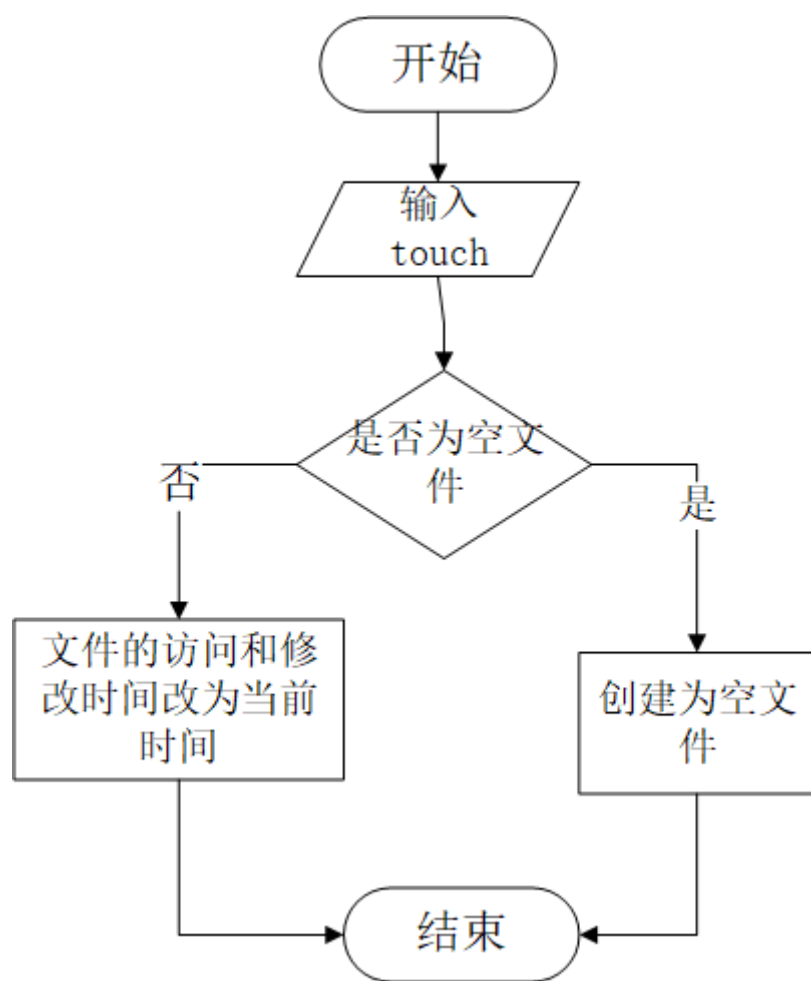 开始
输入
touch
是否为空文
件
否
是
文件的访问和修
改时间改为当前
时间
创建为空文
件
结束